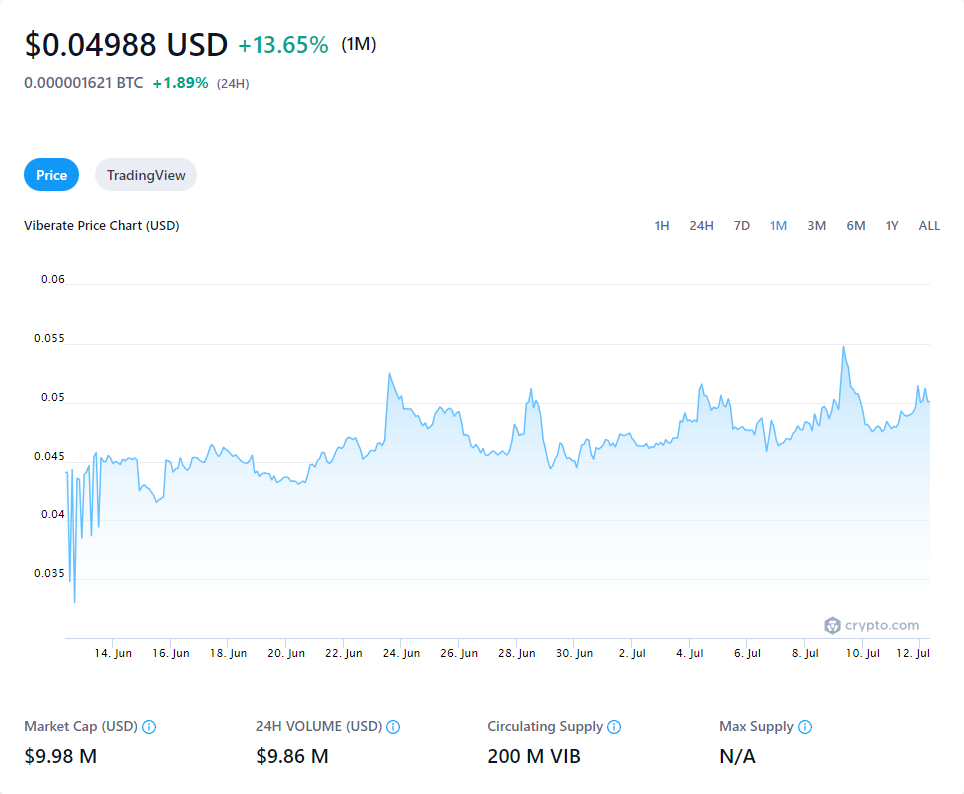 $0.04988 USD +13.65% (1M)
0.000001621 BTC +1.89% (24H)
Price TradingView
Viberate Price Chart (USD) 1H 24H 7D 1M 3M 6M 1Y ALL
0.06
0.055
0.05
0.045
0.04
0.035
crypto.com
14. Jun 16. Jun 18. Jun 20. Jun 22. Jun 24. Jun 26. Jun 28. Jun 30. Jun 2. Jul 4. Jul 6. Jul 8. Jul 10. Jul 12. Jul
Market Cap (USD) 24H VOLUME (USD) Circulating Supply Max Supply
$9.98 M $9.86 M 200 M VIB N/A